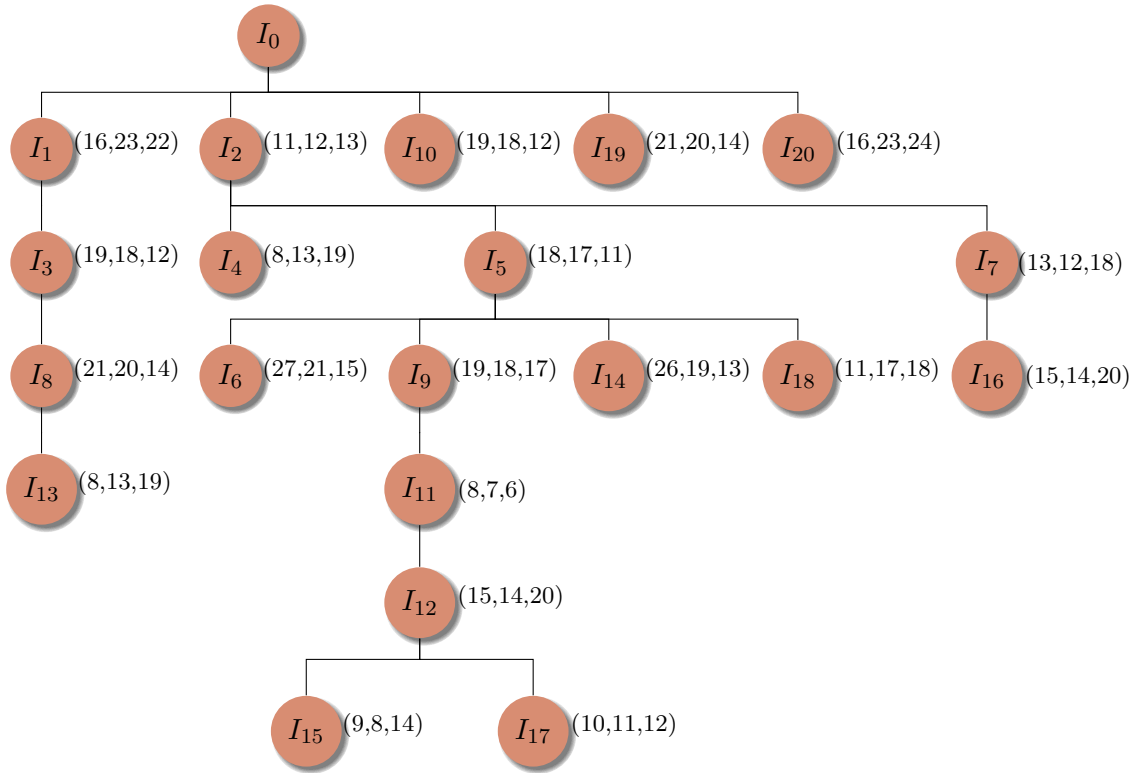 I₀
I₁ (16,23,22) I₂ (11,12,13) I₁₀ (19,18,12) I₁₉ (21,20,14) I₂₀ (16,23,24)
I₃ (19,18,12) I₄ (8,13,19) I₅ (18,17,11) I₇ (13,12,18)
I₈ (21,20,14) I₆ (27,21,15) I₉ (19,18,17) I₁₄ (26,19,13) I₁₈ (11,17,18) I₁₆ (15,14,20)
I₁₃ (8,13,19) I₁₁ (8,7,6)
I₁₂ (15,14,20)
I₁₅ (9,8,14) I₁₇ (10,11,12)